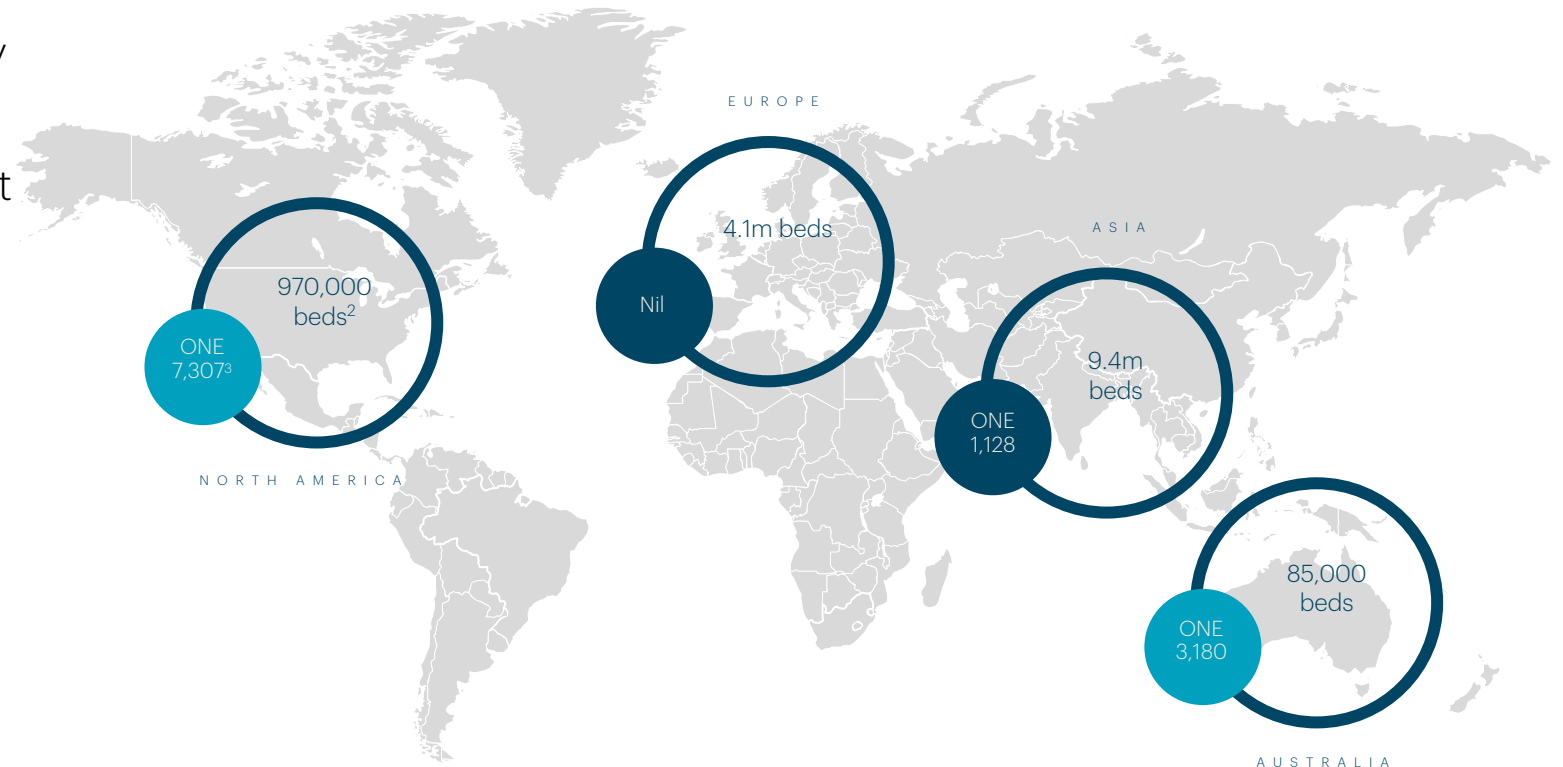 y
t
EUROPE
4.1m beds
Nil
ASIA
9.4m
beds
ONE
1,128
970,000
beds²
ONE
7,307³
NORTH AMERICA
85,000
beds
ONE
3,180
AUSTRALIA